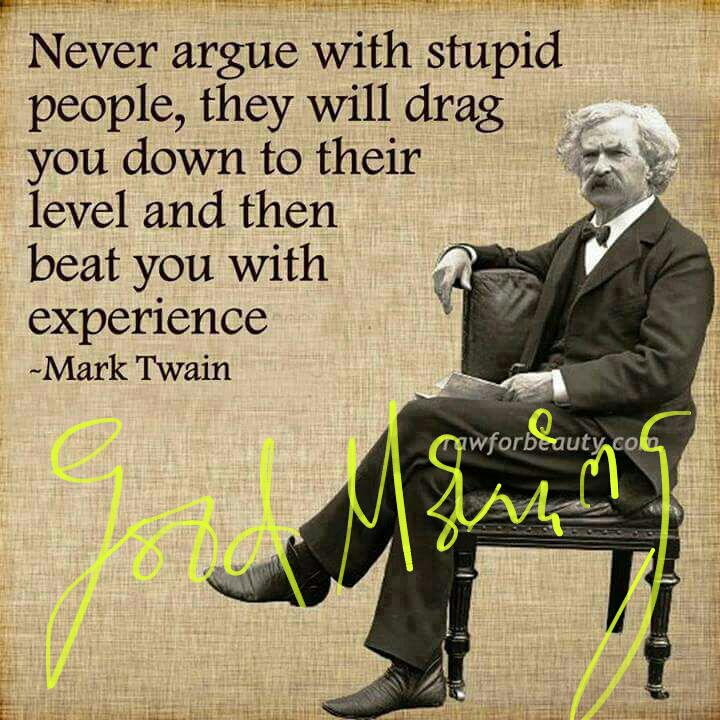 Never argue with stupid
people, they will drag
you down to their
level and then
beat you with
experience
~Mark Twain
rawforbeauty.com
Good Morning